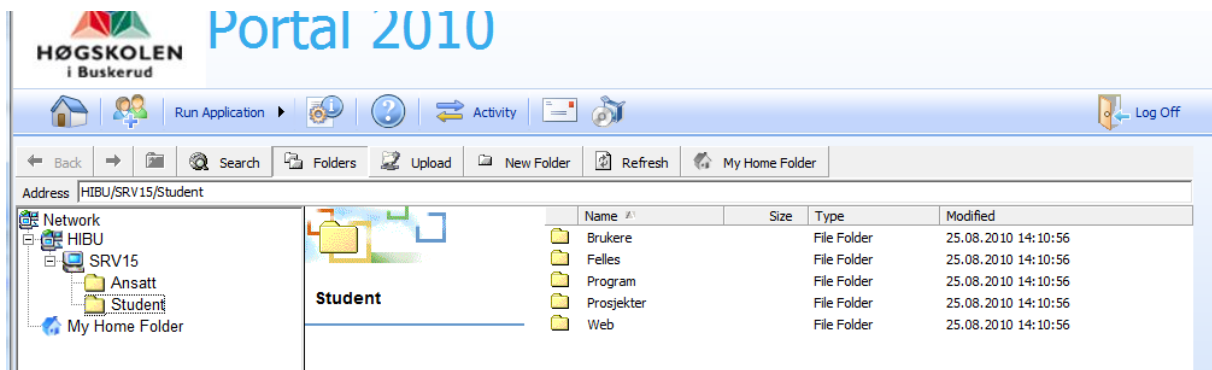 HØGSKOLEN
i Buskerud
Portal 2010
Run Application Activity Log Off
Back Search Folders Upload New Folder Refresh My Home Folder
Address HIBU/SRV15/Student
Network
HIBU
SRV15
Ansatt
Student
My Home Folder
Student
Name Size Type Modified
Brukere File Folder 25.08.2010 14:10:56
Felles File Folder 25.08.2010 14:10:56
Program File Folder 25.08.2010 14:10:56
Prosjekter File Folder 25.08.2010 14:10:56
Web File Folder 25.08.2010 14:10:56